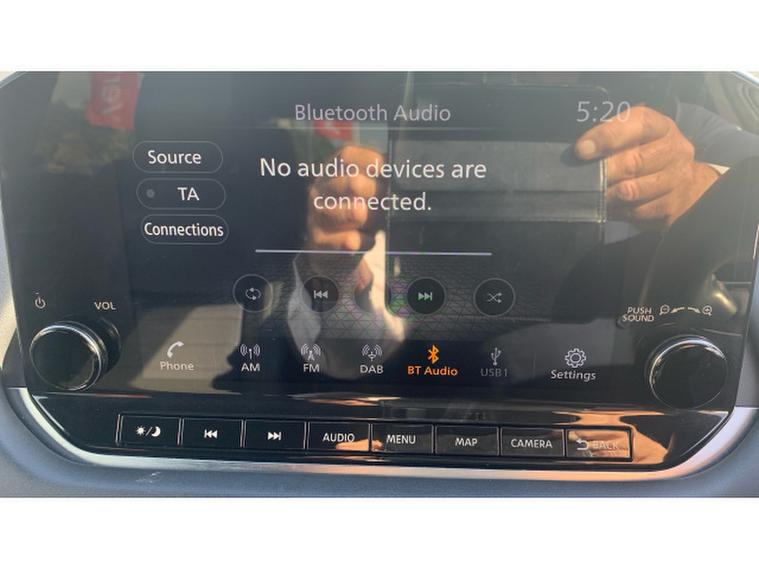 Bluetooth Audio 5:20
Source
No audio devices are
connected.
TA
Connections
VOL
PUSH
SOUND
Phone
AM
FM
DAB
BT Audio
USB1
Settings
AUDIO
MENU
MAP
CAMERA
BACK